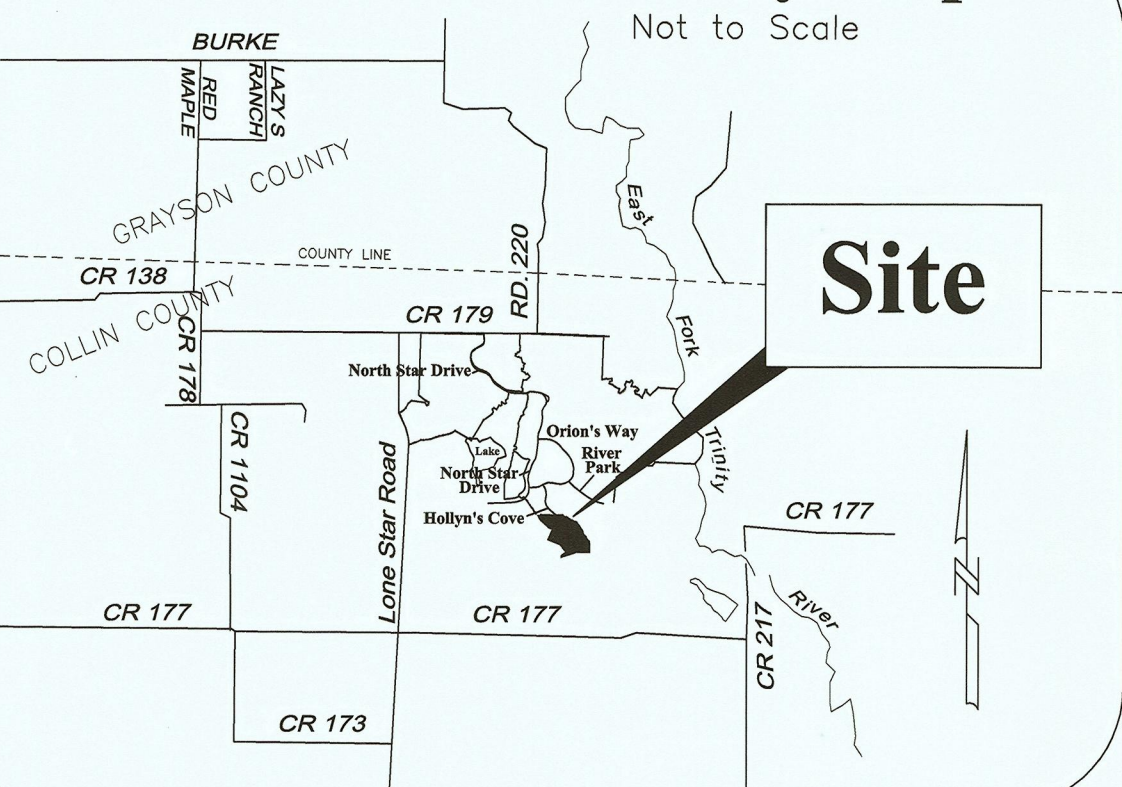 Not to Scale
BURKE
RED
MAPLE
LAZY S
RANCH
GRAYSON COUNTY
East
COUNTY LINE
RD. 220
Site
CR 138
COLLIN COUNTY
CR 179
CR 178
Fork
North Star Drive
CR 1104
Lone Star Road
Orion's Way
River
Park
Lake
North Star
Drive
Trinity
Hollyn's Cove
CR 177
N
River
CR 177
CR 177
CR 217
CR 173